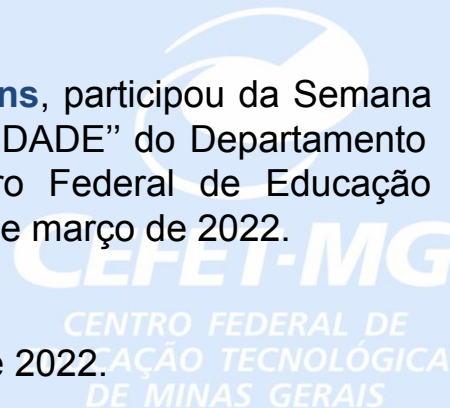 ns, participou da Semana
DADE’’ do Departamento
ro Federal de Educação
e março de 2022.
CEFET-MG
CENTRO FEDERAL DE
e 2022.
EDUCAÇÃO TECNOLÓGICA
DE MINAS GERAIS